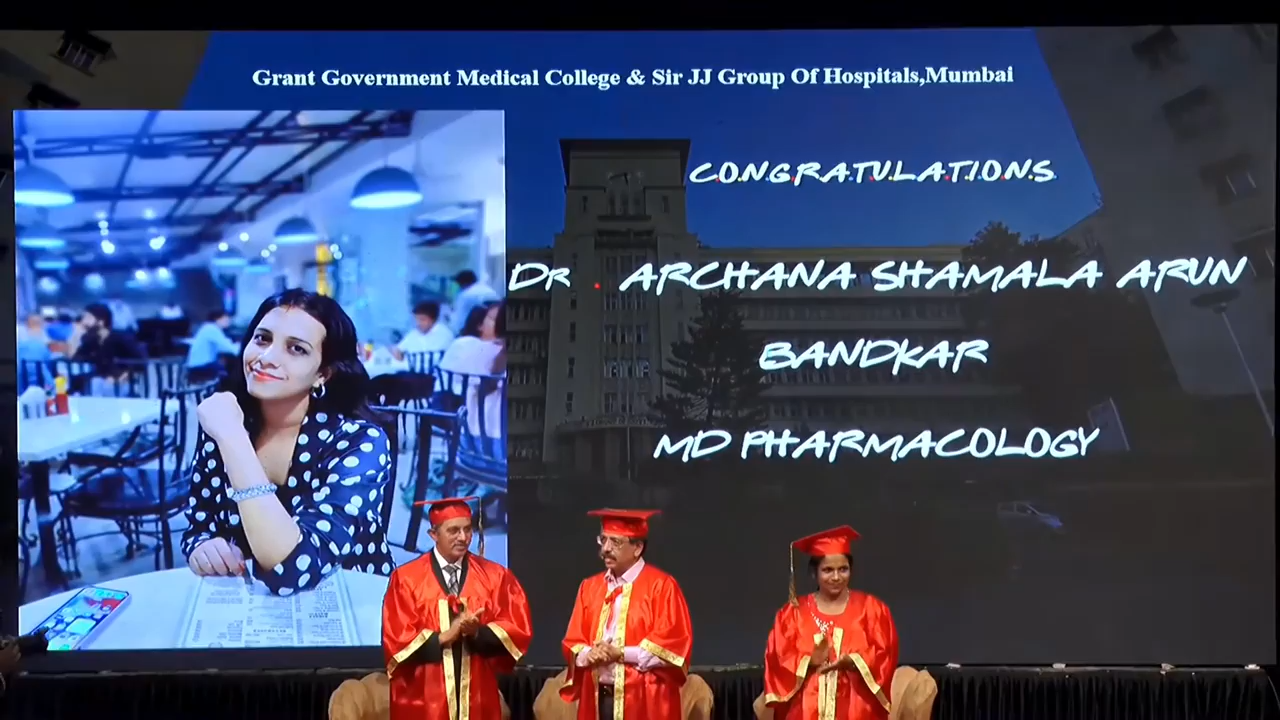 Grant Government Medical College & Sir JJ Group Of Hospitals,Mumbai
CONGRATULATIONS
DR ARCHANA SHAMALA ARUN
BANDKAR
MD PHARMACOLOGY